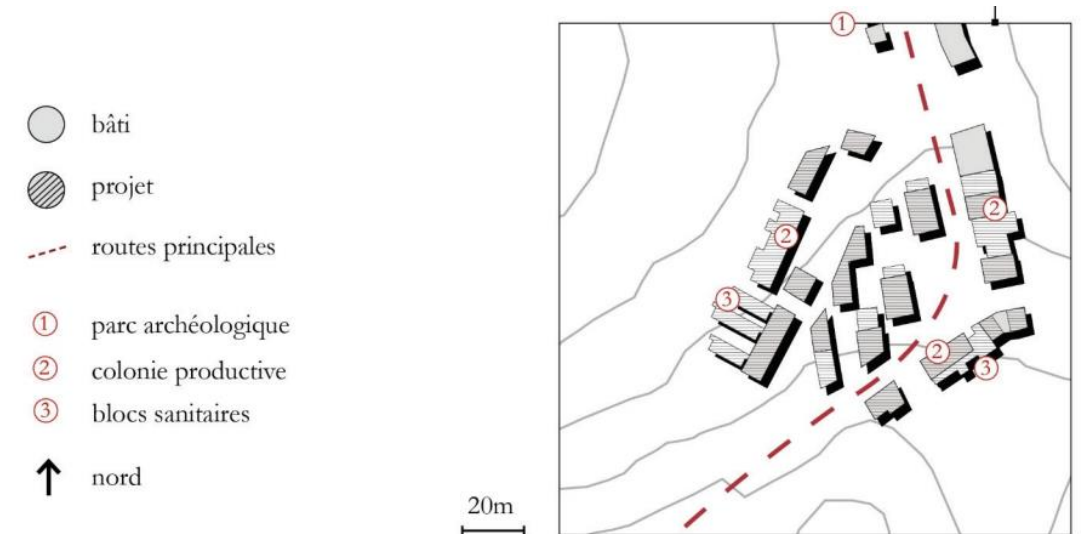 bâti
projet
routes principales
1 parc archéologique
2 colonie productive
3 blocs sanitaires
nord
20m
1
2
2
3
2
3